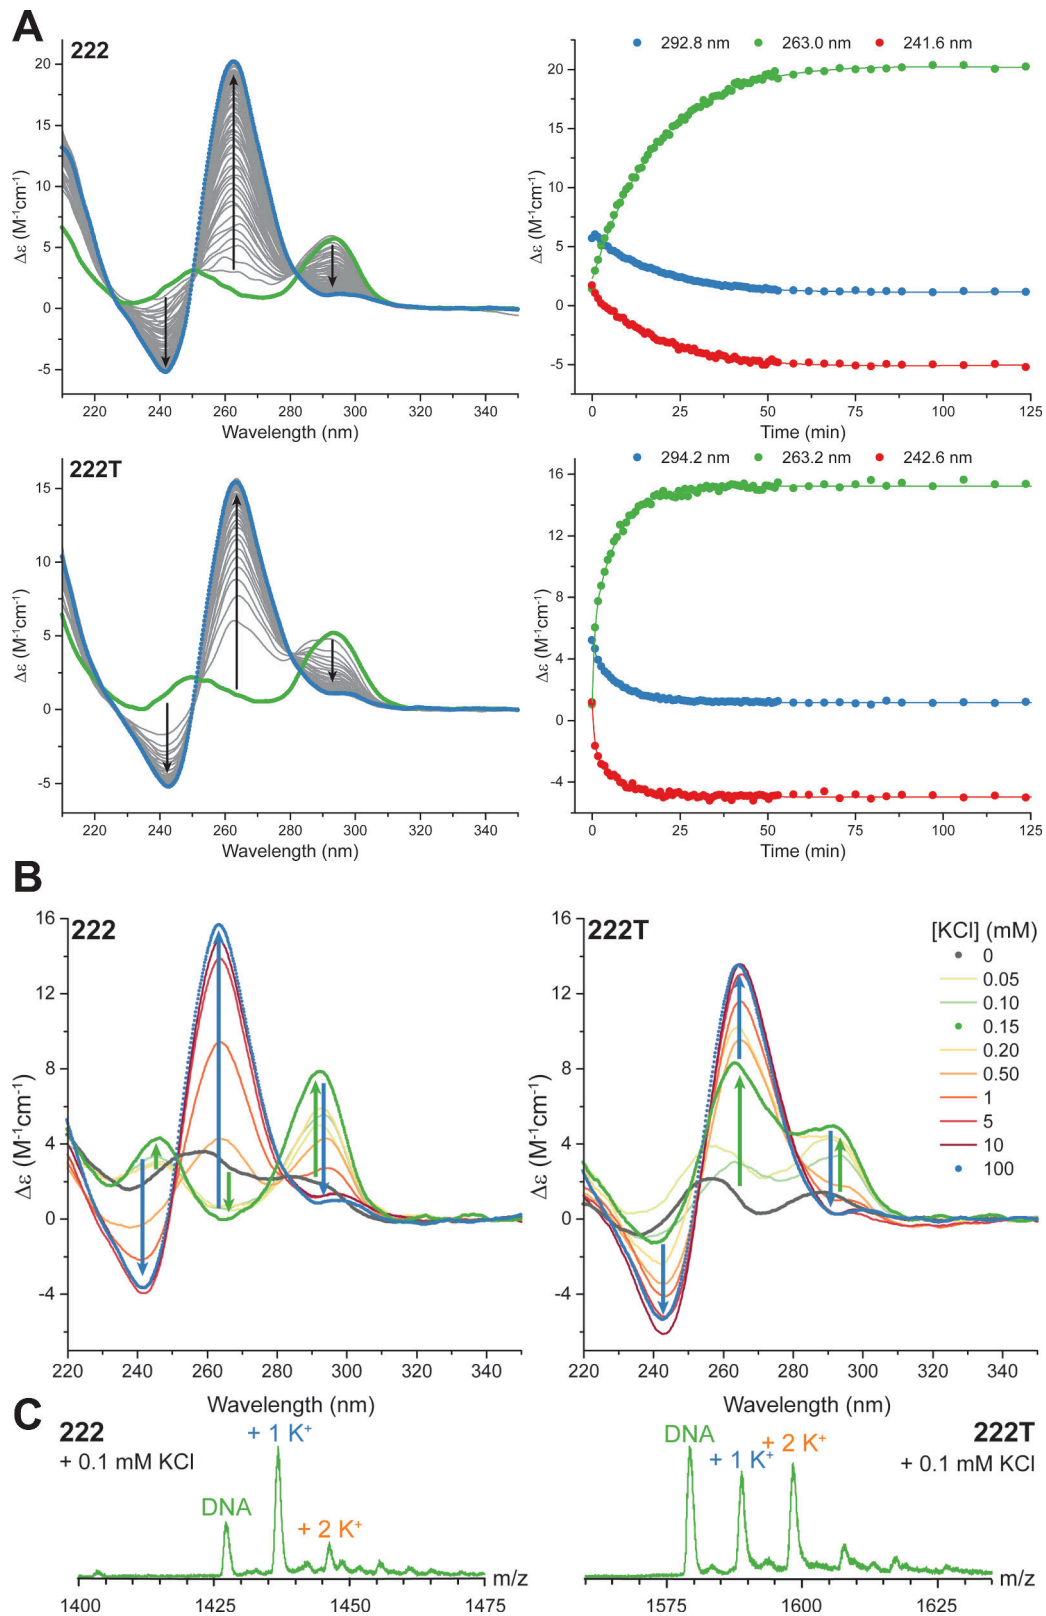 A
222
20
15
10
5
0
-5
Δε (M⁻¹cm⁻¹)
220 240 260 280 300 320 340
Wavelength (nm)
292.8 nm 263.0 nm 241.6 nm
20
15
10
5
0
-5
Δε (M⁻¹cm⁻¹)
0 25 50 75 100 125
Time (min)
222T
15
10
5
0
-5
Δε (M⁻¹cm⁻¹)
220 240 260 280 300 320 340
Wavelength (nm)
294.2 nm 263.2 nm 242.6 nm
16
12
8
4
0
-4
Δε (M⁻¹cm⁻¹)
0 25 50 75 100 125
Time (min)
B
222
16
12
8
4
0
-4
Δε (M⁻¹cm⁻¹)
220 240 260 280 300 320 340
Wavelength (nm)
222T
16
12
8
4
0
-4
Δε (M⁻¹cm⁻¹)
220 240 260 280 300 320 340
Wavelength (nm)
[KCl] (mM)
0
0.05
0.10
0.15
0.20
0.50
1
5
10
100
C
222
+ 0.1 mM KCl
DNA
+ 1 K⁺
+ 2 K⁺
1400 1425 1450 1475
m/z
222T
+ 0.1 mM KCl
DNA
+ 1 K⁺
+ 2 K⁺
1575 1600 1625
m/z